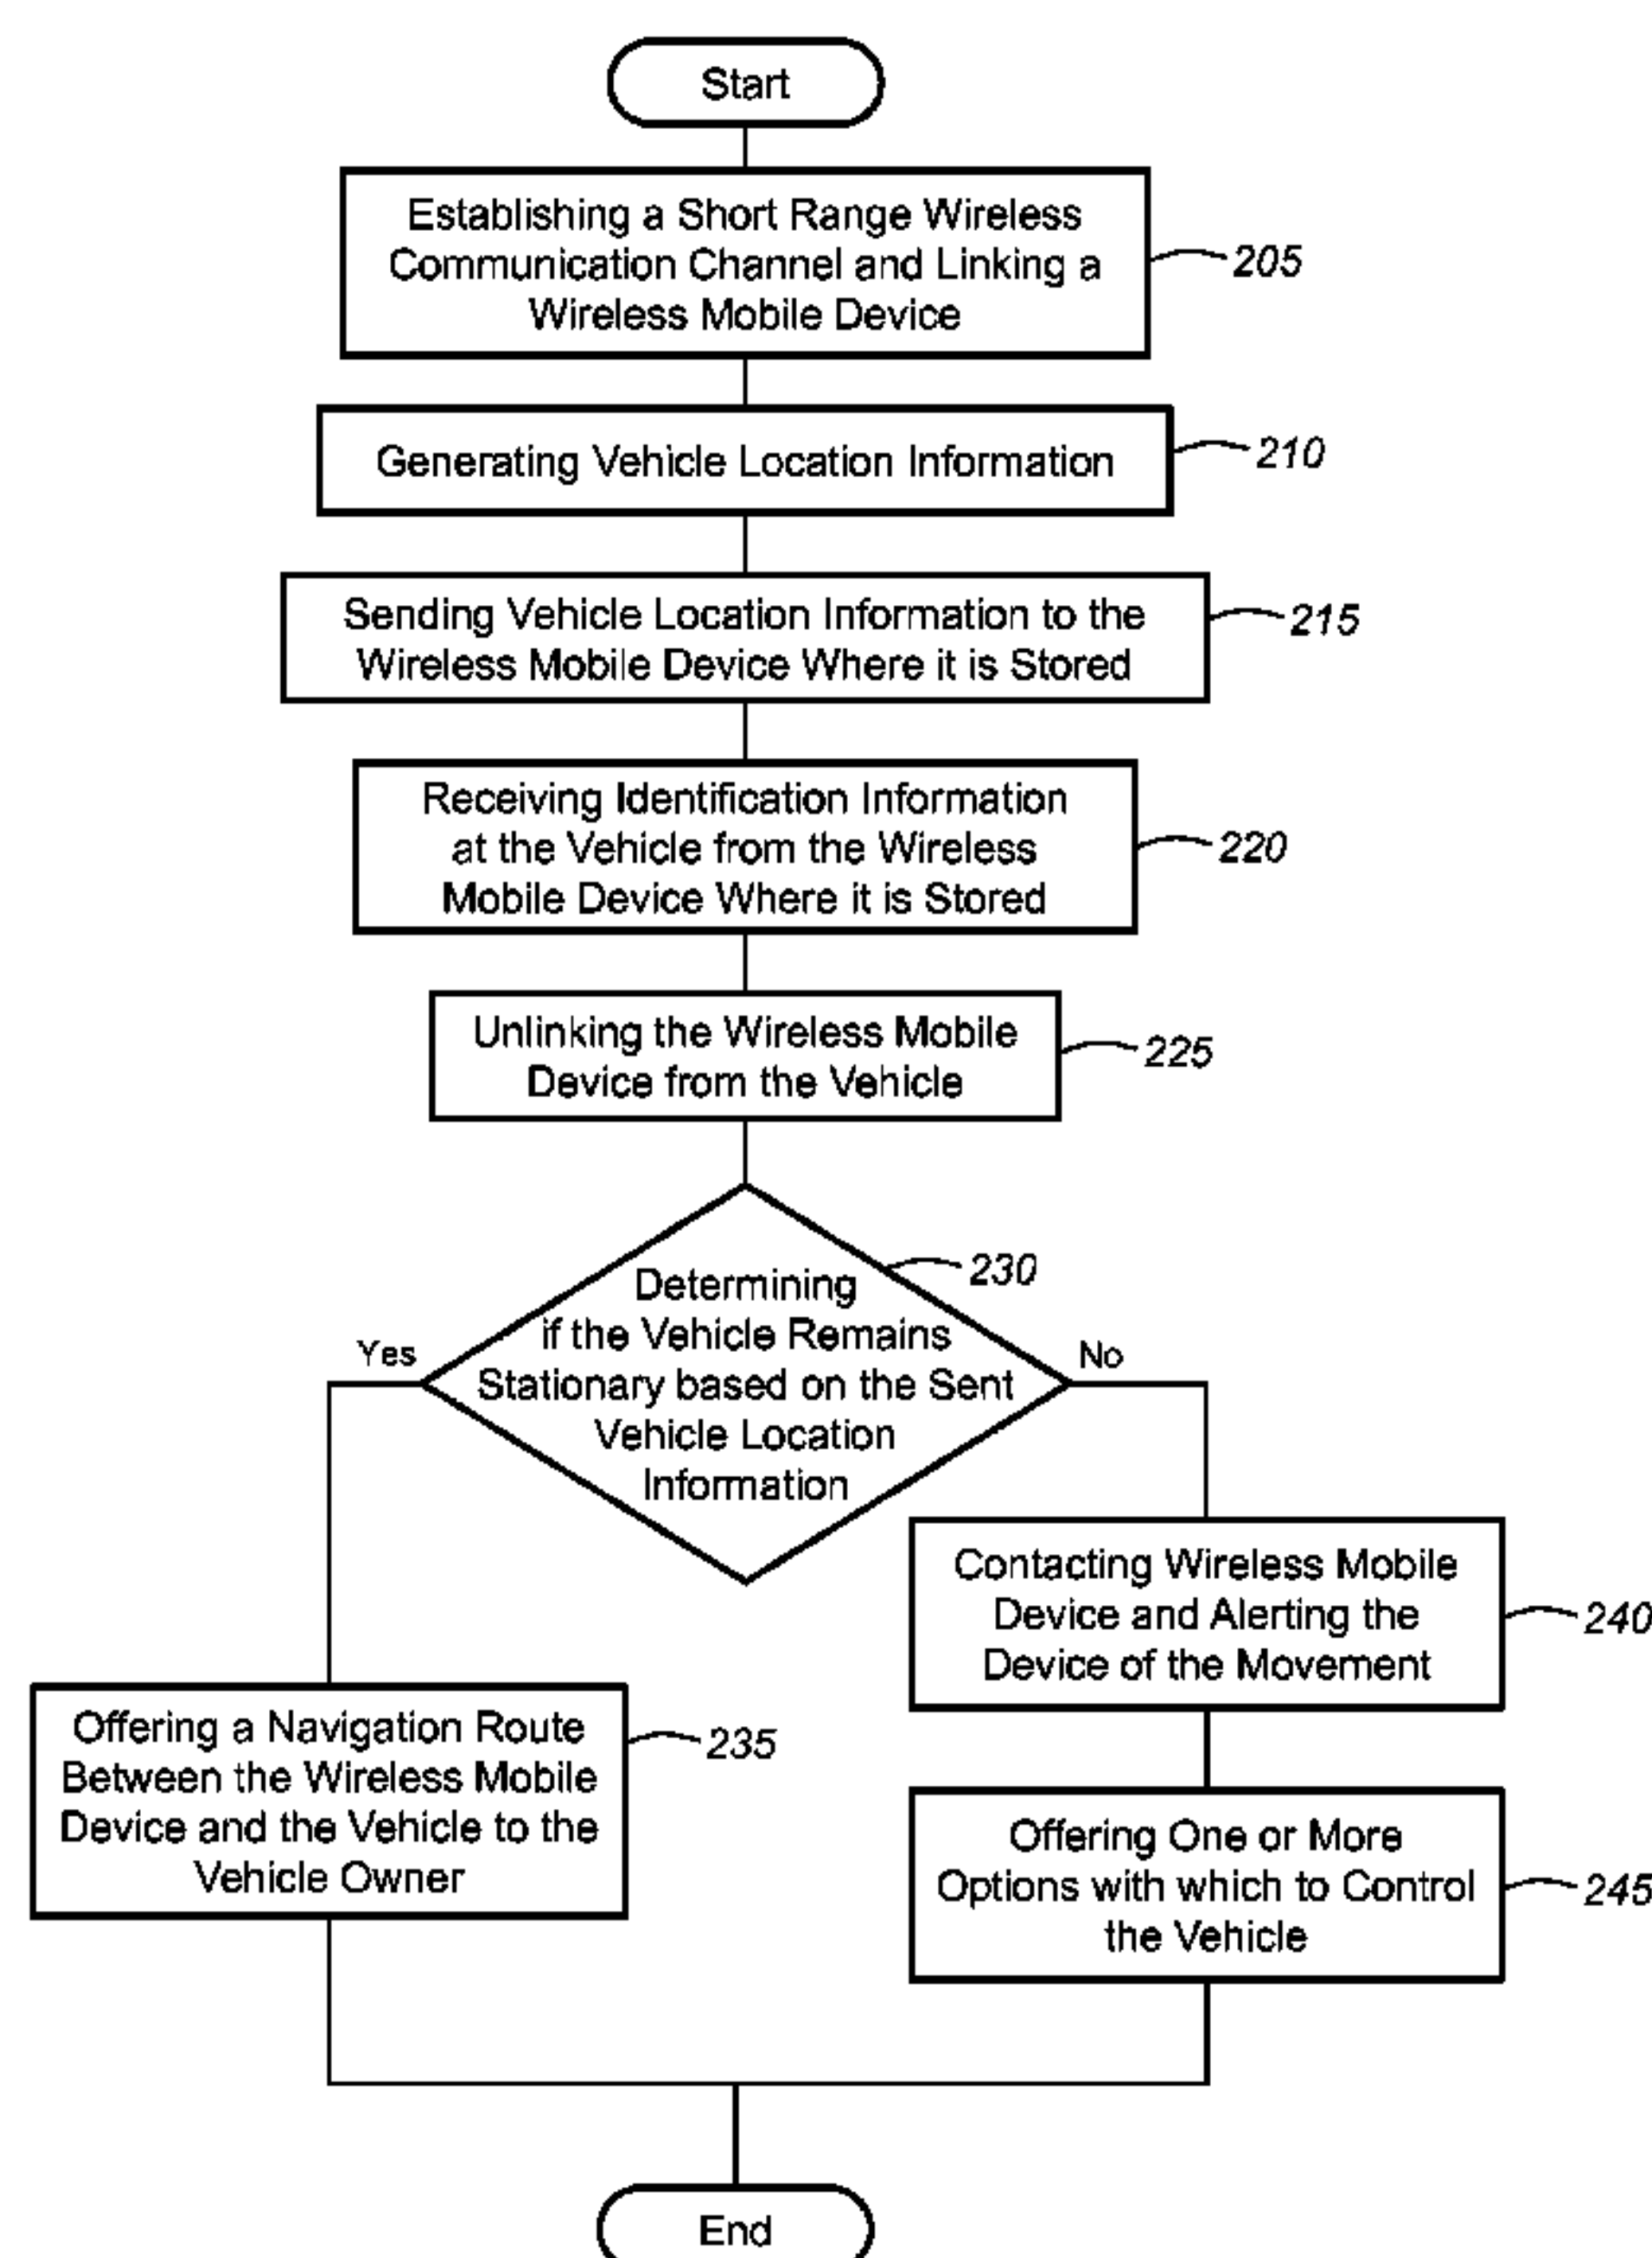 Start
Establishing a Short Range Wireless
Communication Channel and Linking a
Wireless Mobile Device
205
Generating Vehicle Location Information
210
Sending Vehicle Location Information to the
Wireless Mobile Device Where it is Stored
215
Receiving Identification Information
at the Vehicle from the Wireless
Mobile Device Where it is Stored
220
Unlinking the Wireless Mobile
Device from the Vehicle
225
Determining
if the Vehicle Remains
Stationary based on the Sent
Vehicle Location
Information
230
Yes
No
Offering a Navigation Route
Between the Wireless Mobile
Device and the Vehicle to the
Vehicle Owner
235
Contacting Wireless Mobile
Device and Alerting the
Device of the Movement
240
Offering One or More
Options with which to Control
the Vehicle
245
End